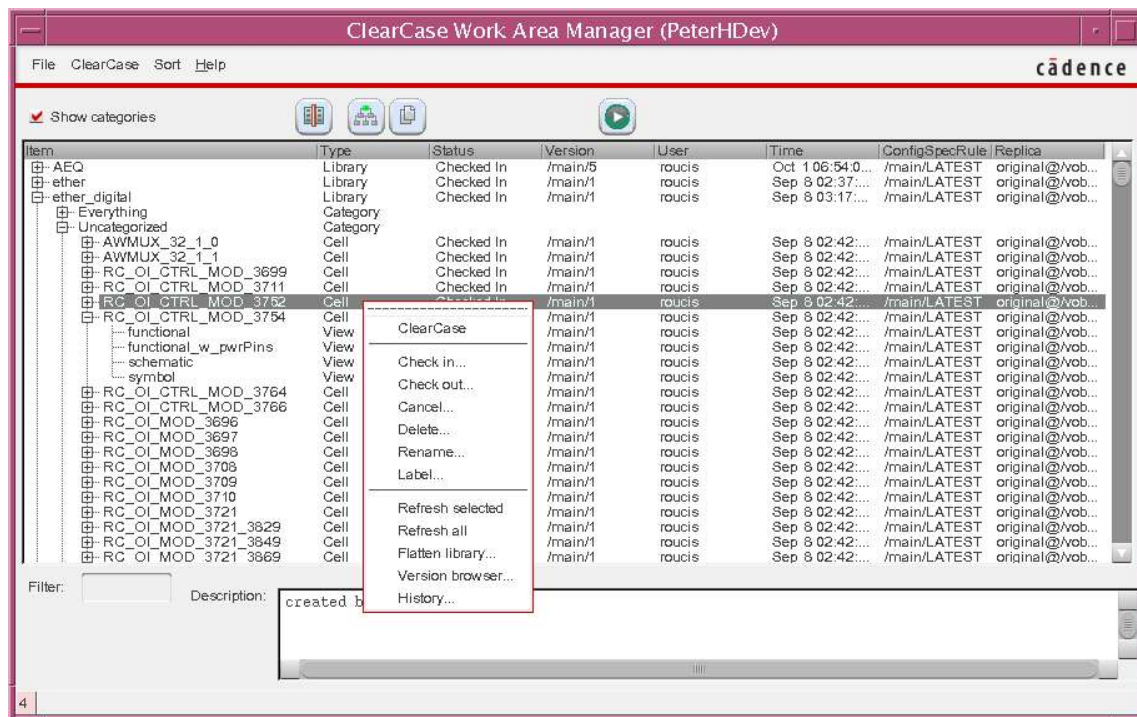 ClearCase Work Area Manager (PeterHDev)
File ClearCase Sort Help
cādence
Show categories
Item Type Status Version User Time ConfigSpecRule Replica
AEQ Library Checked In /main/5 roucis Oct 1 06:54:0... /main/LATEST original@/vob...
ether Library Checked In /main/1 roucis Sep 8 02:37:... /main/LATEST original@/vob...
ether_digital Library Checked In /main/1 roucis Sep 8 03:17:... /main/LATEST original@/vob...
Everything Category
Uncategorized Category
AWMUX_32_1_0 Cell Checked In /main/1 roucis Sep 8 02:42:... /main/LATEST original@/vob...
AWMUX_32_1_1 Cell Checked In /main/1 roucis Sep 8 02:42:... /main/LATEST original@/vob...
RC_OI_CTRL_MOD_3699 Cell Checked In /main/1 roucis Sep 8 02:42:... /main/LATEST original@/vob...
RC_OI_CTRL_MOD_3711 Cell Checked In /main/1 roucis Sep 8 02:42:... /main/LATEST original@/vob...
RC_OI_CTRL_MOD_3752 Cell Checked In /main/1 roucis Sep 8 02:42:... /main/LATEST original@/vob...
RC_OI_CTRL_MOD_3754 Cell /main/1 roucis Sep 8 02:42:... /main/LATEST original@/vob...
functional View ClearCase /main/1 roucis Sep 8 02:42:... /main/LATEST original@/vob...
functional_w_pwrPins View /main/1 roucis Sep 8 02:42:... /main/LATEST original@/vob...
schematic View Check in... /main/1 roucis Sep 8 02:42:... /main/LATEST original@/vob...
symbol View Check out... /main/1 roucis Sep 8 02:42:... /main/LATEST original@/vob...
RC_OI_CTRL_MOD_3764 Cell /main/1 roucis Sep 8 02:42:... /main/LATEST original@/vob...
RC_OI_CTRL_MOD_3766 Cell Cancel... /main/1 roucis Sep 8 02:42:... /main/LATEST original@/vob...
RC_OI_MOD_3696 Cell Delete... /main/1 roucis Sep 8 02:42:... /main/LATEST original@/vob...
RC_OI_MOD_3697 Cell /main/1 roucis Sep 8 02:42:... /main/LATEST original@/vob...
RC_OI_MOD_3698 Cell Rename... /main/1 roucis Sep 8 02:42:... /main/LATEST original@/vob...
RC_OI_MOD_3708 Cell Label... /main/1 roucis Sep 8 02:42:... /main/LATEST original@/vob...
RC_OI_MOD_3709 Cell /main/1 roucis Sep 8 02:42:... /main/LATEST original@/vob...
RC_OI_MOD_3710 Cell /main/1 roucis Sep 8 02:42:... /main/LATEST original@/vob...
RC_OI_MOD_3721 Cell Refresh selected /main/1 roucis Sep 8 02:42:... /main/LATEST original@/vob...
RC_OI_MOD_3721_3829 Cell Refresh all /main/1 roucis Sep 8 02:42:... /main/LATEST original@/vob...
RC_OI_MOD_3721_3849 Cell Flatten library... /main/1 roucis Sep 8 02:42:... /main/LATEST original@/vob...
RC_OI_MOD_3721_3869 Cell /main/1 roucis Sep 8 02:42:... /main/LATEST original@/vob...
Version browser...
Filter: Description: created b History...
4